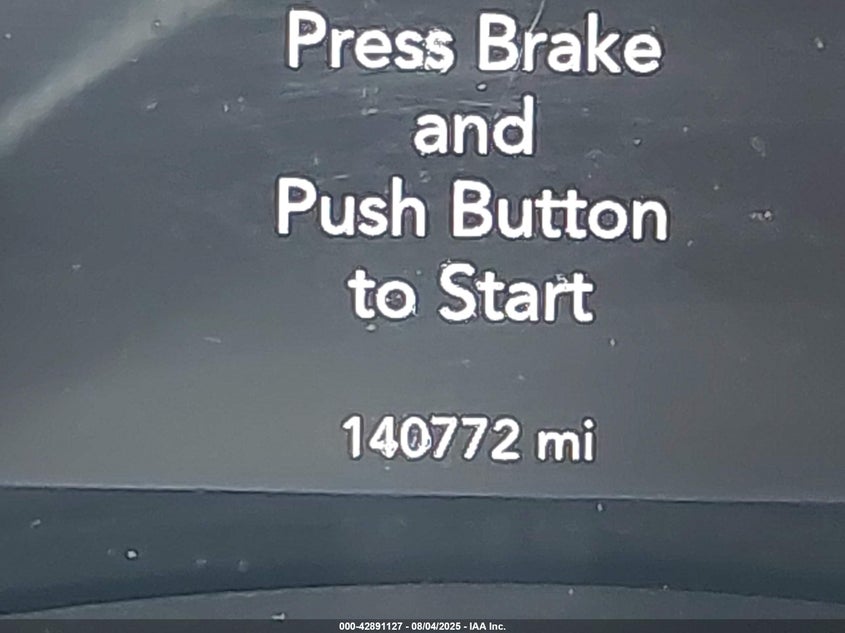 Press Brake
and
Push Button
to Start
140772 mi
000-42891127 - 08/04/2025 - IAA Inc.